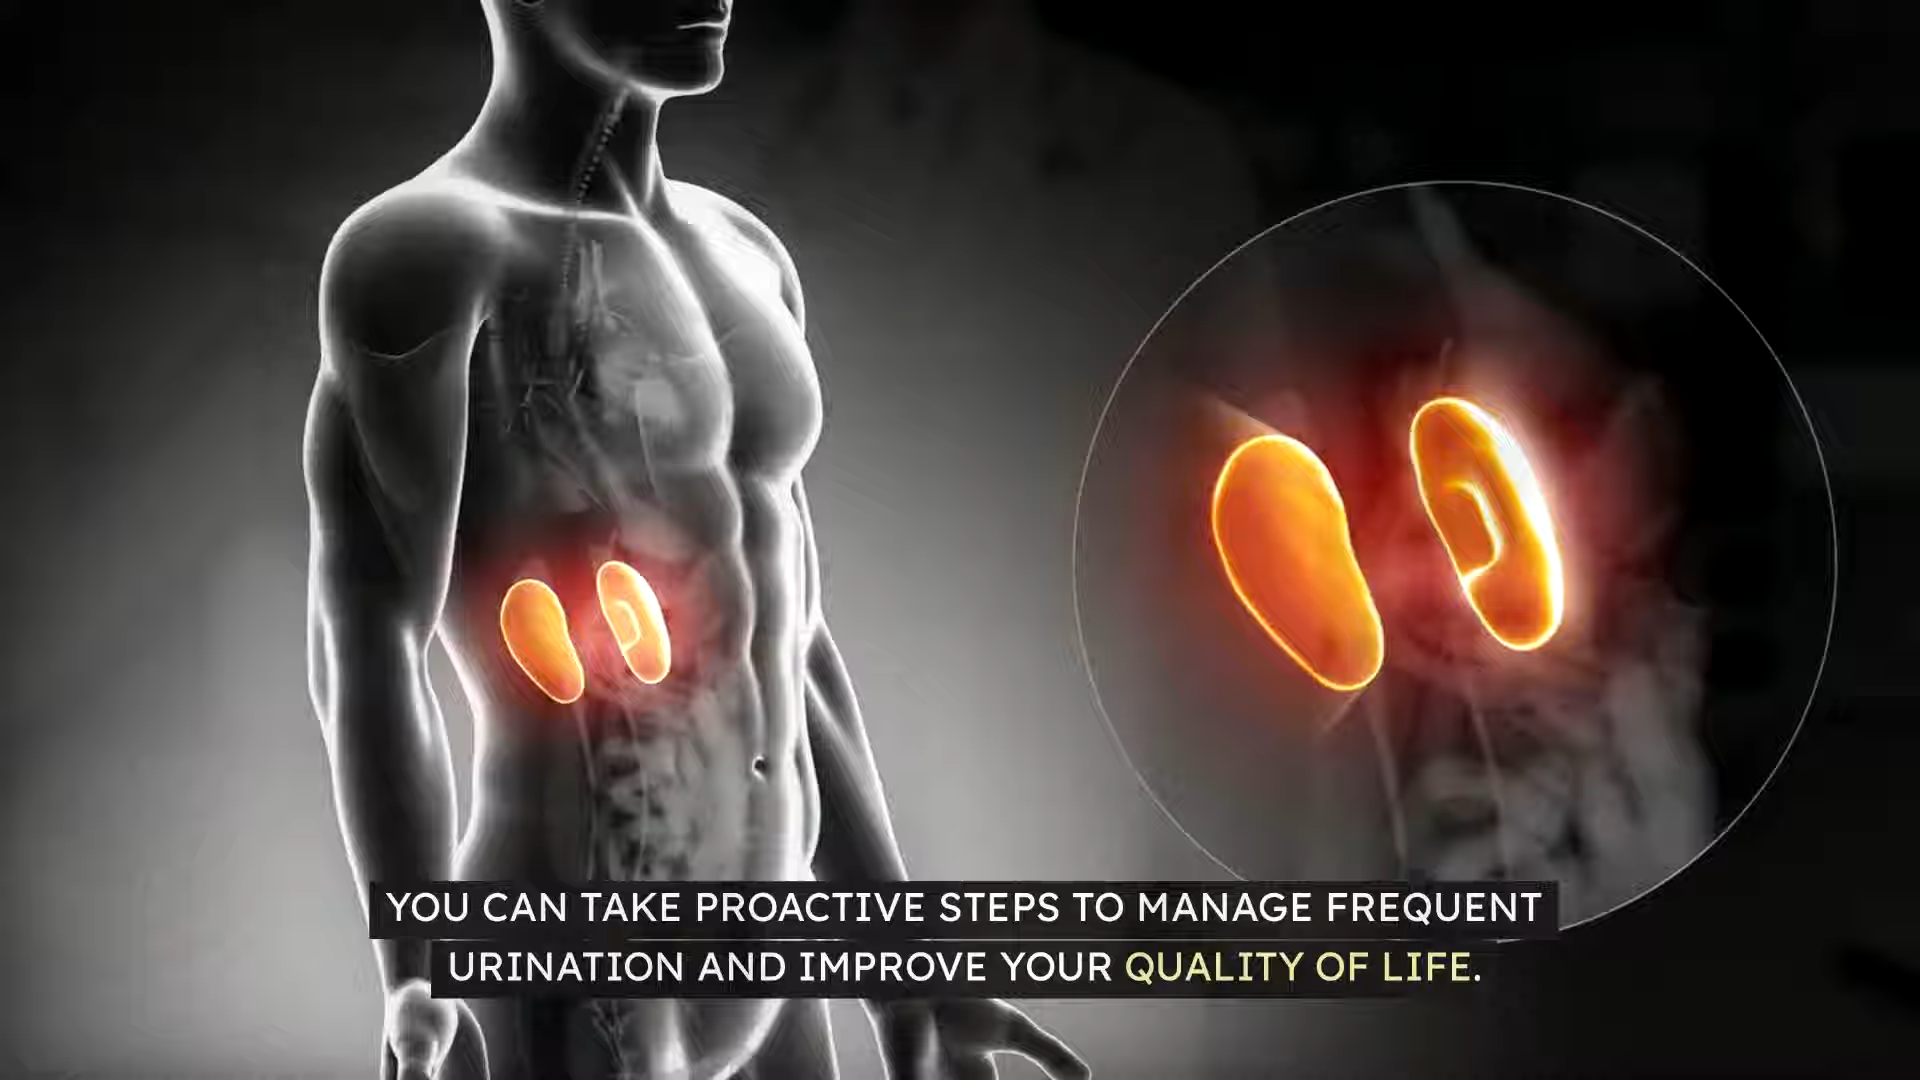 YOU CAN TAKE PROACTIVE STEPS TO MANAGE FREQUENT
URINATION AND IMPROVE YOUR QUALITY OF LIFE.